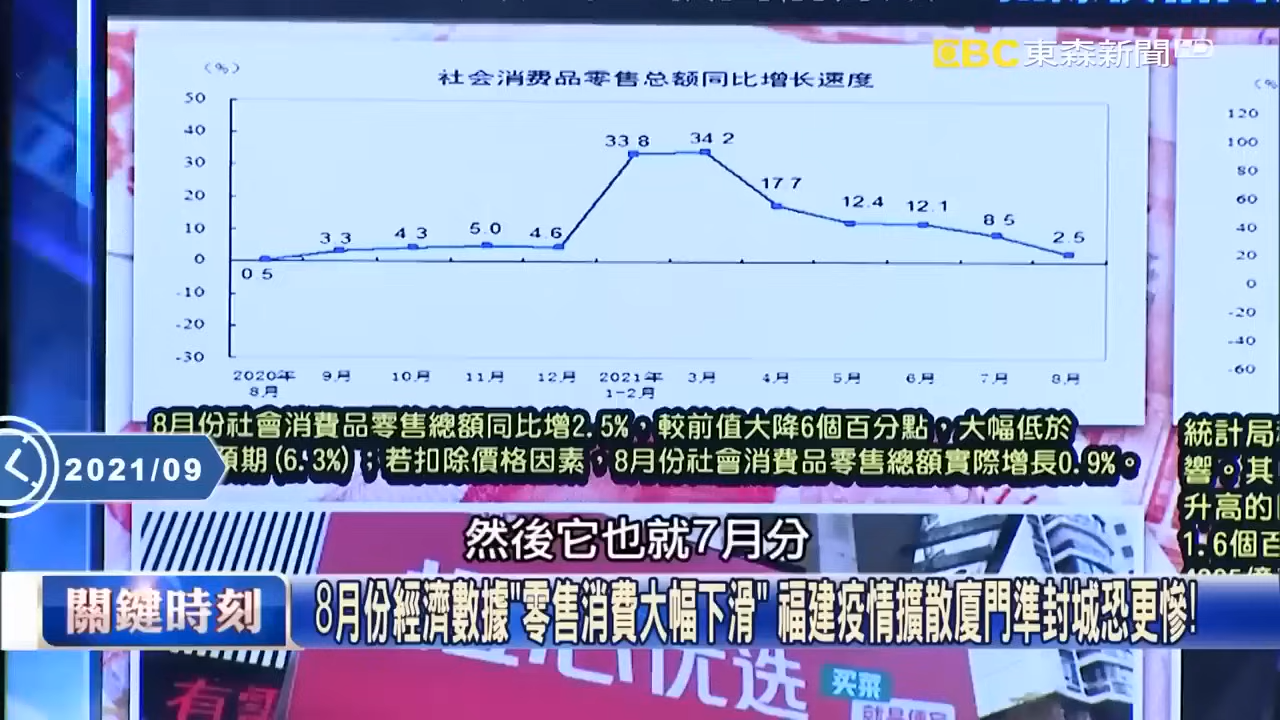 EBC 東森新聞 HD
(%)
社会消费品零售总额同比增长速度
50
40
30
20
10
0
-10
-20
-30
0 5
3.3
4.3
5.0
4.6
33 8
34 2
17 7
12.4
12.1
8 5
2.5
2020年 9月 10月 11月 12月 2021年 3月 4月 5月 6月 7月 8月
8月 1-2月
(%
120
100
80
60
40
20
0
-20
-40
-60
8月份社會消費品零售總額同比增2.5%，較前值大降6個百分點，大幅低於
預期(6.3%)；若扣除價格因素，8月份社會消費品零售總額實際增長0.9%。
統計局
響。其
升高的
1.6個百
2021/09
然後它也就7月分
關鍵時刻
8月份經濟數據"零售消費大幅下滑" 福建疫情擴散廈門準封城恐更慘!
优选
买菜
有